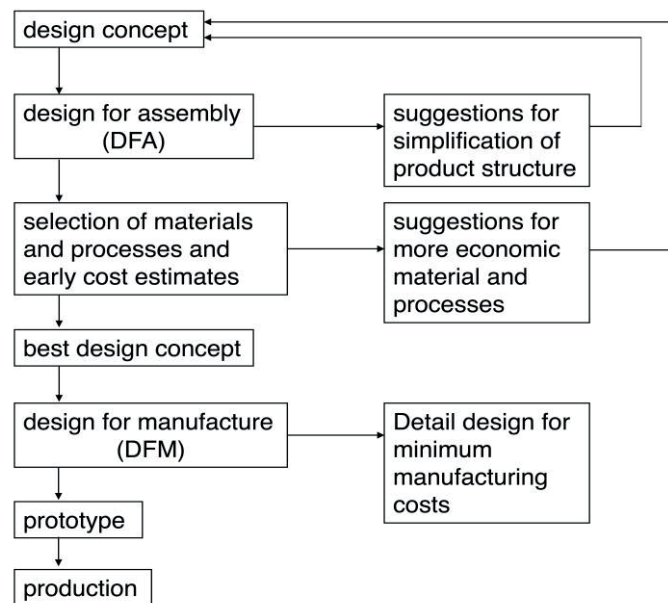 design concept
design for assembly
(DFA)
suggestions for
simplification of
product structure
selection of materials
and processes and
early cost estimates
suggestions for
more economic
material and
processes
best design concept
design for manufacture
(DFM)
Detail design for
minimum
manufacturing
costs
prototype
production